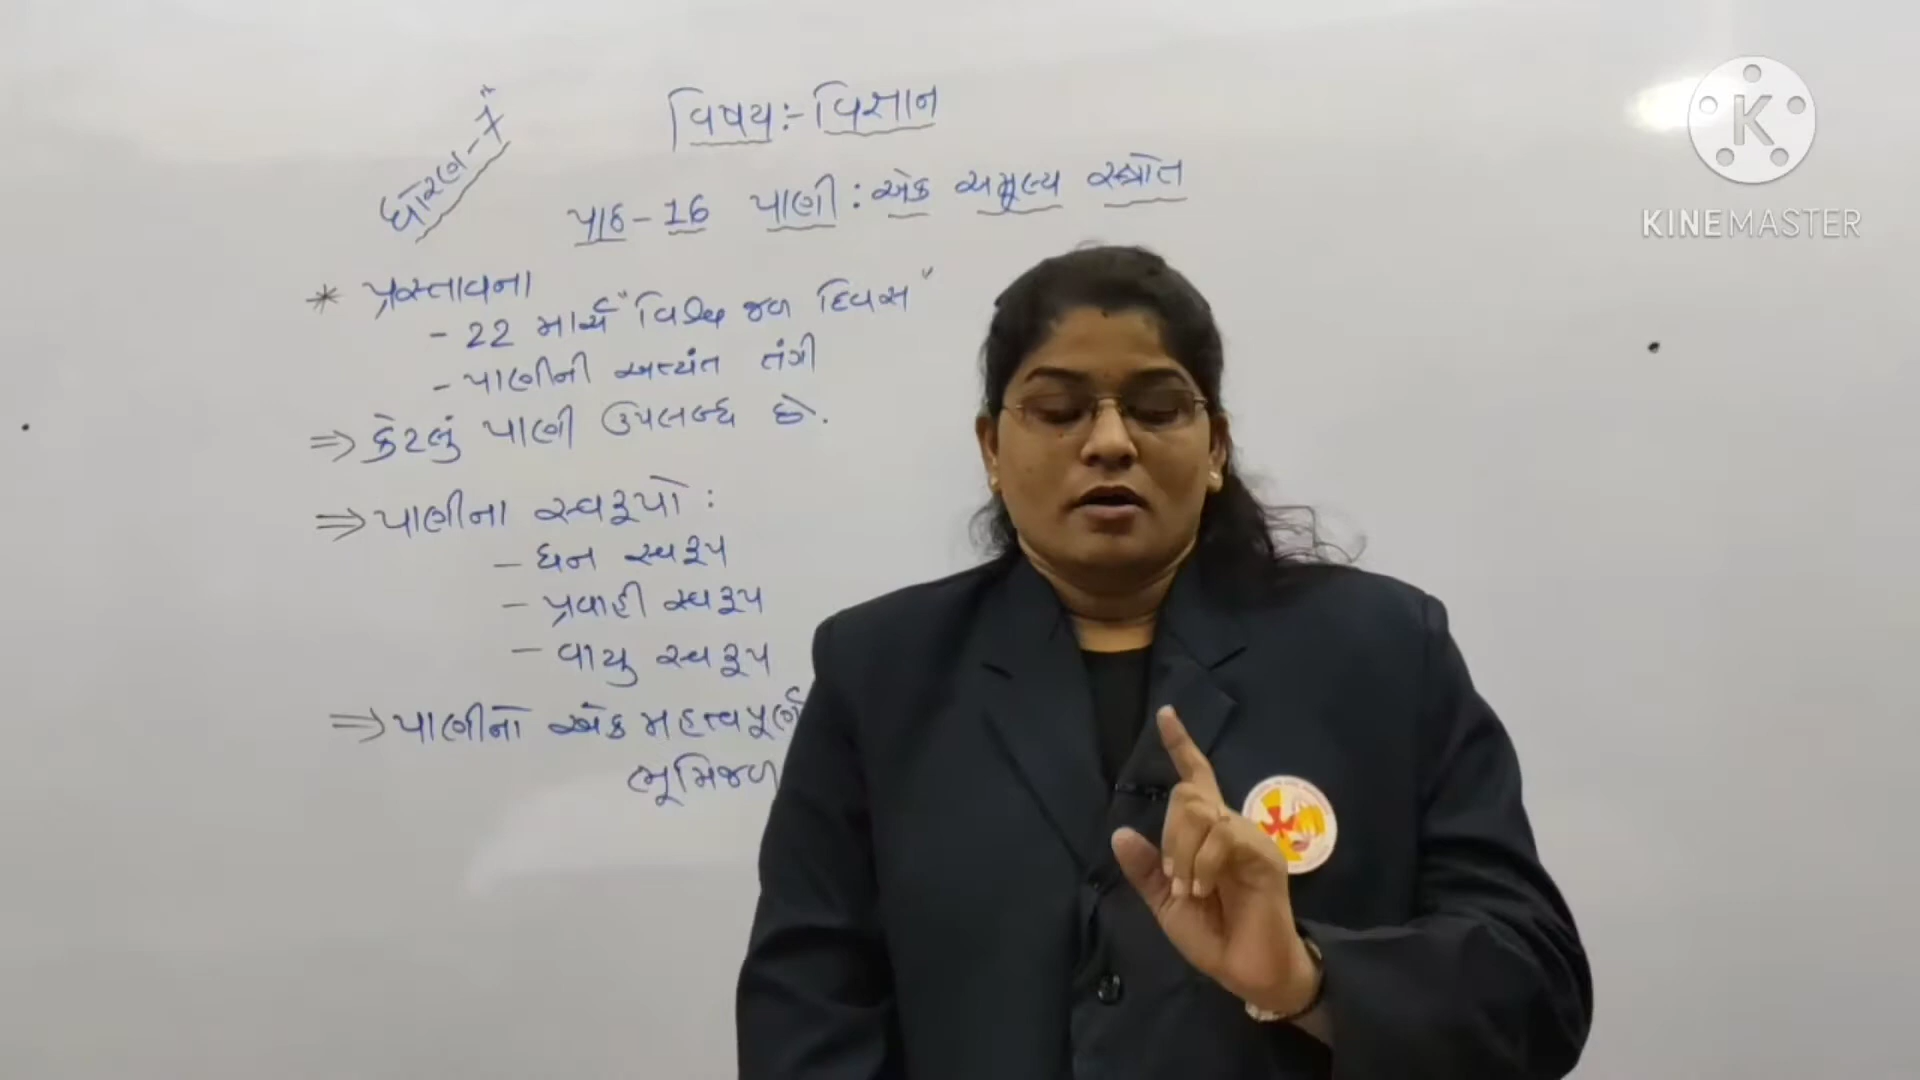 ધોરણ-7
વિષય:- વિજ્ઞાન
પાઠ-16 પાણી : એક અમૂલ્ય સ્ત્રોત
* પ્રસ્તાવના
- 22 માર્ચ "વિશ્વ જળ દિવસ"
- પાણીની અત્યંત તંગી
⇒ કેટલું પાણી ઉપલબ્ધ છે.
⇒ પાણીના સ્વરૂપો :
- ઘન સ્વરૂપ
- પ્રવાહી સ્વરૂપ
- વાયુ સ્વરૂપ
⇒ પાણીનો એક મહત્વપૂર્ણ
ભૂમિજળ
K
KINEMASTER